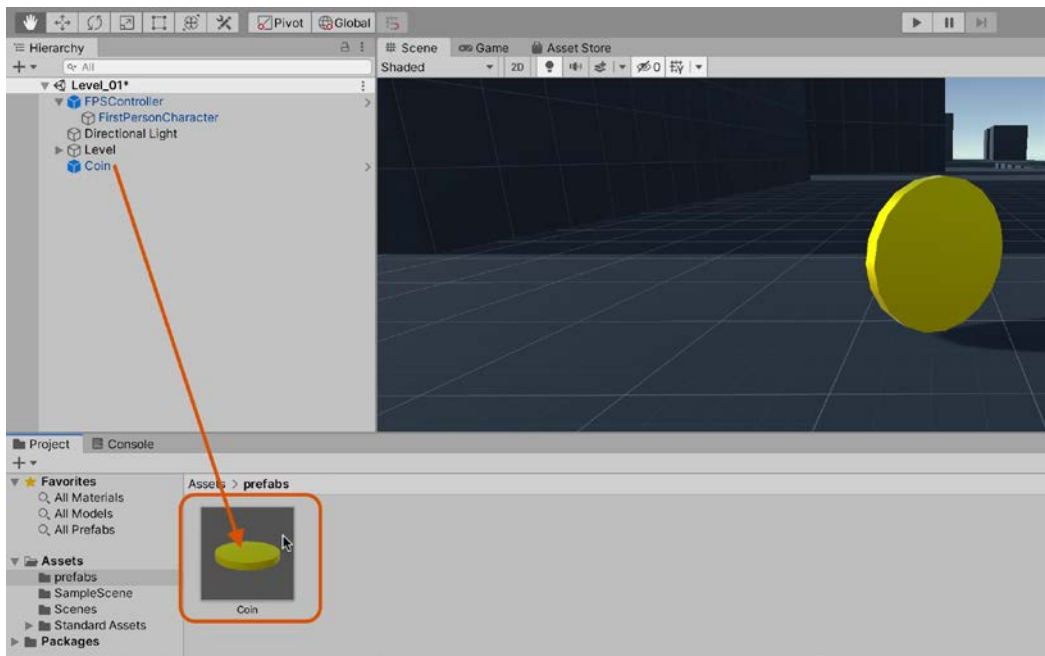 Pivot Global
Hierarchy
All
Level_01*
FPSController
FirstPersonCharacter
Directional Light
Level
Coin
Scene Game Asset Store
Shaded 2D 0
Project Console
Favorites
All Materials
All Models
All Prefabs
Assets
prefabs
SampleScene
Scenes
Standard Assets
Packages
Assets > prefabs
Coin